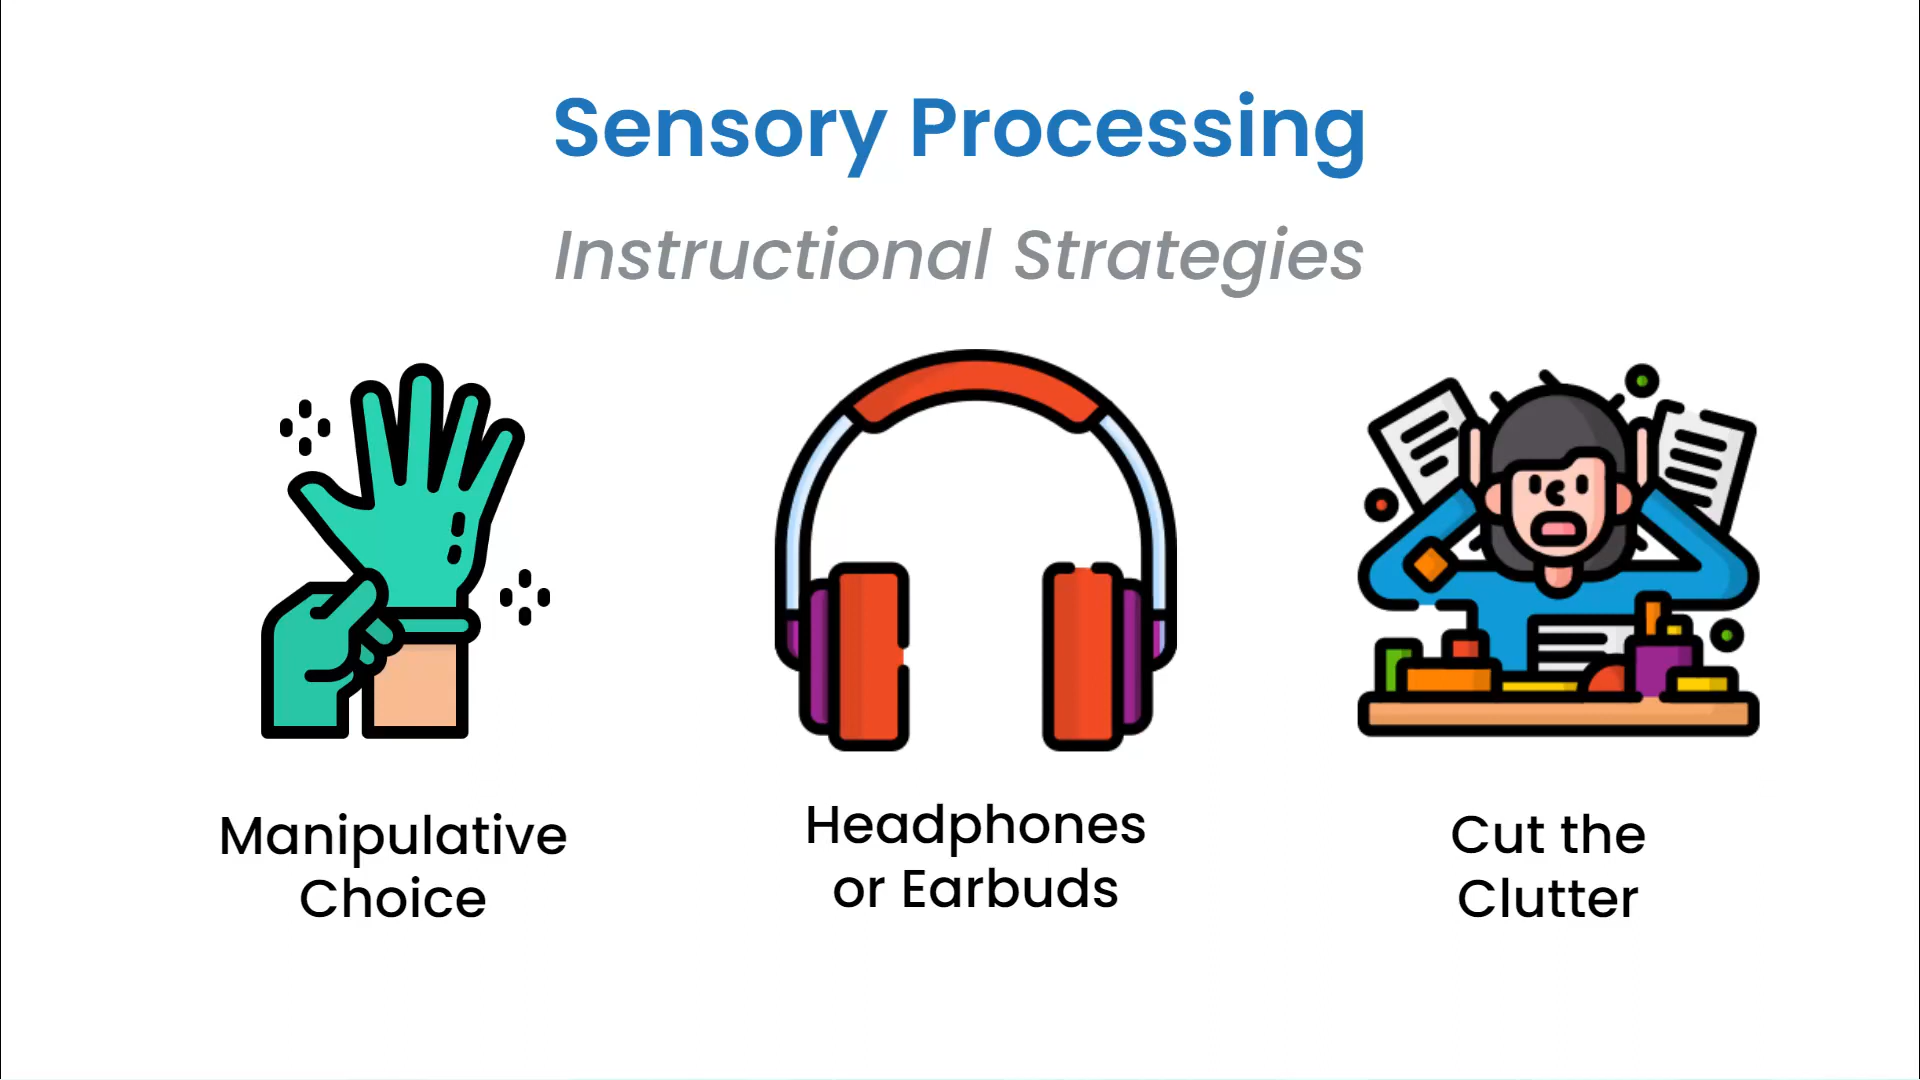 Sensory Processing
Instructional Strategies
Manipulative
Choice
Headphones
or Earbuds
Cut the
Clutter